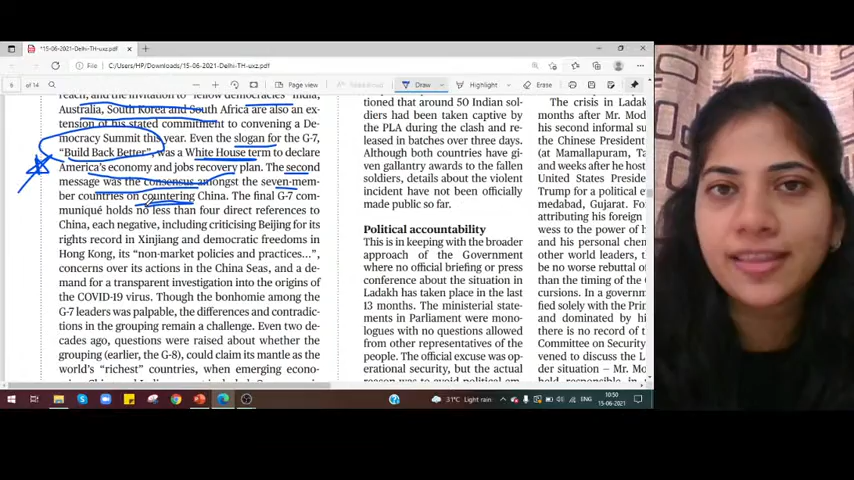 *15-06-2021-Delhi-TH-uxz.pdf
File
C:/Users/HP/Downloads/15-06-2021-Delhi-TH-uxz.pdf
of 14
Page view
Read aloud
Draw
Highlight
Erase
reach, and the invitation to "fellow democracies" India,
Australia, South Korea and South Africa are also an ex-
tension of his stated commitment to convening a De-
mocracy Summit this year. Even the slogan for the G-7,
"Build Back Better", was a White House term to declare
America's economy and jobs recovery plan. The second
message was the consensus amongst the seven-mem-
ber countries on countering China. The final G-7 com-
muniqué holds no less than four direct references to
China, each negative, including criticising Beijing for its
rights record in Xinjiang and democratic freedoms in
Hong Kong, its "non-market policies and practices...",
concerns over its actions in the China Seas, and a de-
mand for a transparent investigation into the origins of
the COVID-19 virus. Though the bonhomie among the
G-7 leaders was palpable, the differences and contradic-
tions in the grouping remain a challenge. Even two de-
cades ago, questions were raised about whether the
grouping (earlier, the G-8), could claim its mantle as the
world's "richest" countries, when emerging econo-
tioned that around 50 Indian sol-
diers had been taken captive by
the PLA during the clash and re-
leased in batches over three days.
Although both countries have gi-
ven gallantry awards to the fallen
soldiers, details about the violent
incident have not been officially
made public so far.
Political accountability
This is in keeping with the broader
approach of the Government
where no official briefing or press
conference about the situation in
Ladakh has taken place in the last
13 months. The ministerial state-
ments in Parliament were mono-
logues with no questions allowed
from other representatives of the
people. The official excuse was op-
erational security, but the actual
reason was to avoid political em-
The crisis in Ladak
months after Mr. Mod
his second informal su
the Chinese President
(at Mamallapuram, Ta
and weeks after he host
United States Presiden
Trump for a political e
medabad, Gujarat. Fo
attributing his foreign
wess to the power of h
and his personal chen
other world leaders, t
be no worse rebuttal o
than the timing of the C
cursions. In a governm
fied solely with the Prin
and dominated by hi
there is no record of t
Committee on Security
vened to discuss the L
der situation – Mr. Mo
held responsible in
31°C Light rain
ENG
10:50
15-06-2021